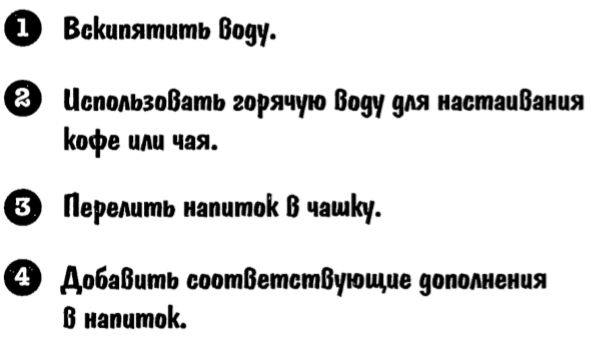 1 Вскипятить воду.
2 Использовать горячую воду для настаивания
кофе или чая.
3 Перелить напиток в чашку.
4 Добавить соответствующие дополнения
в напиток.